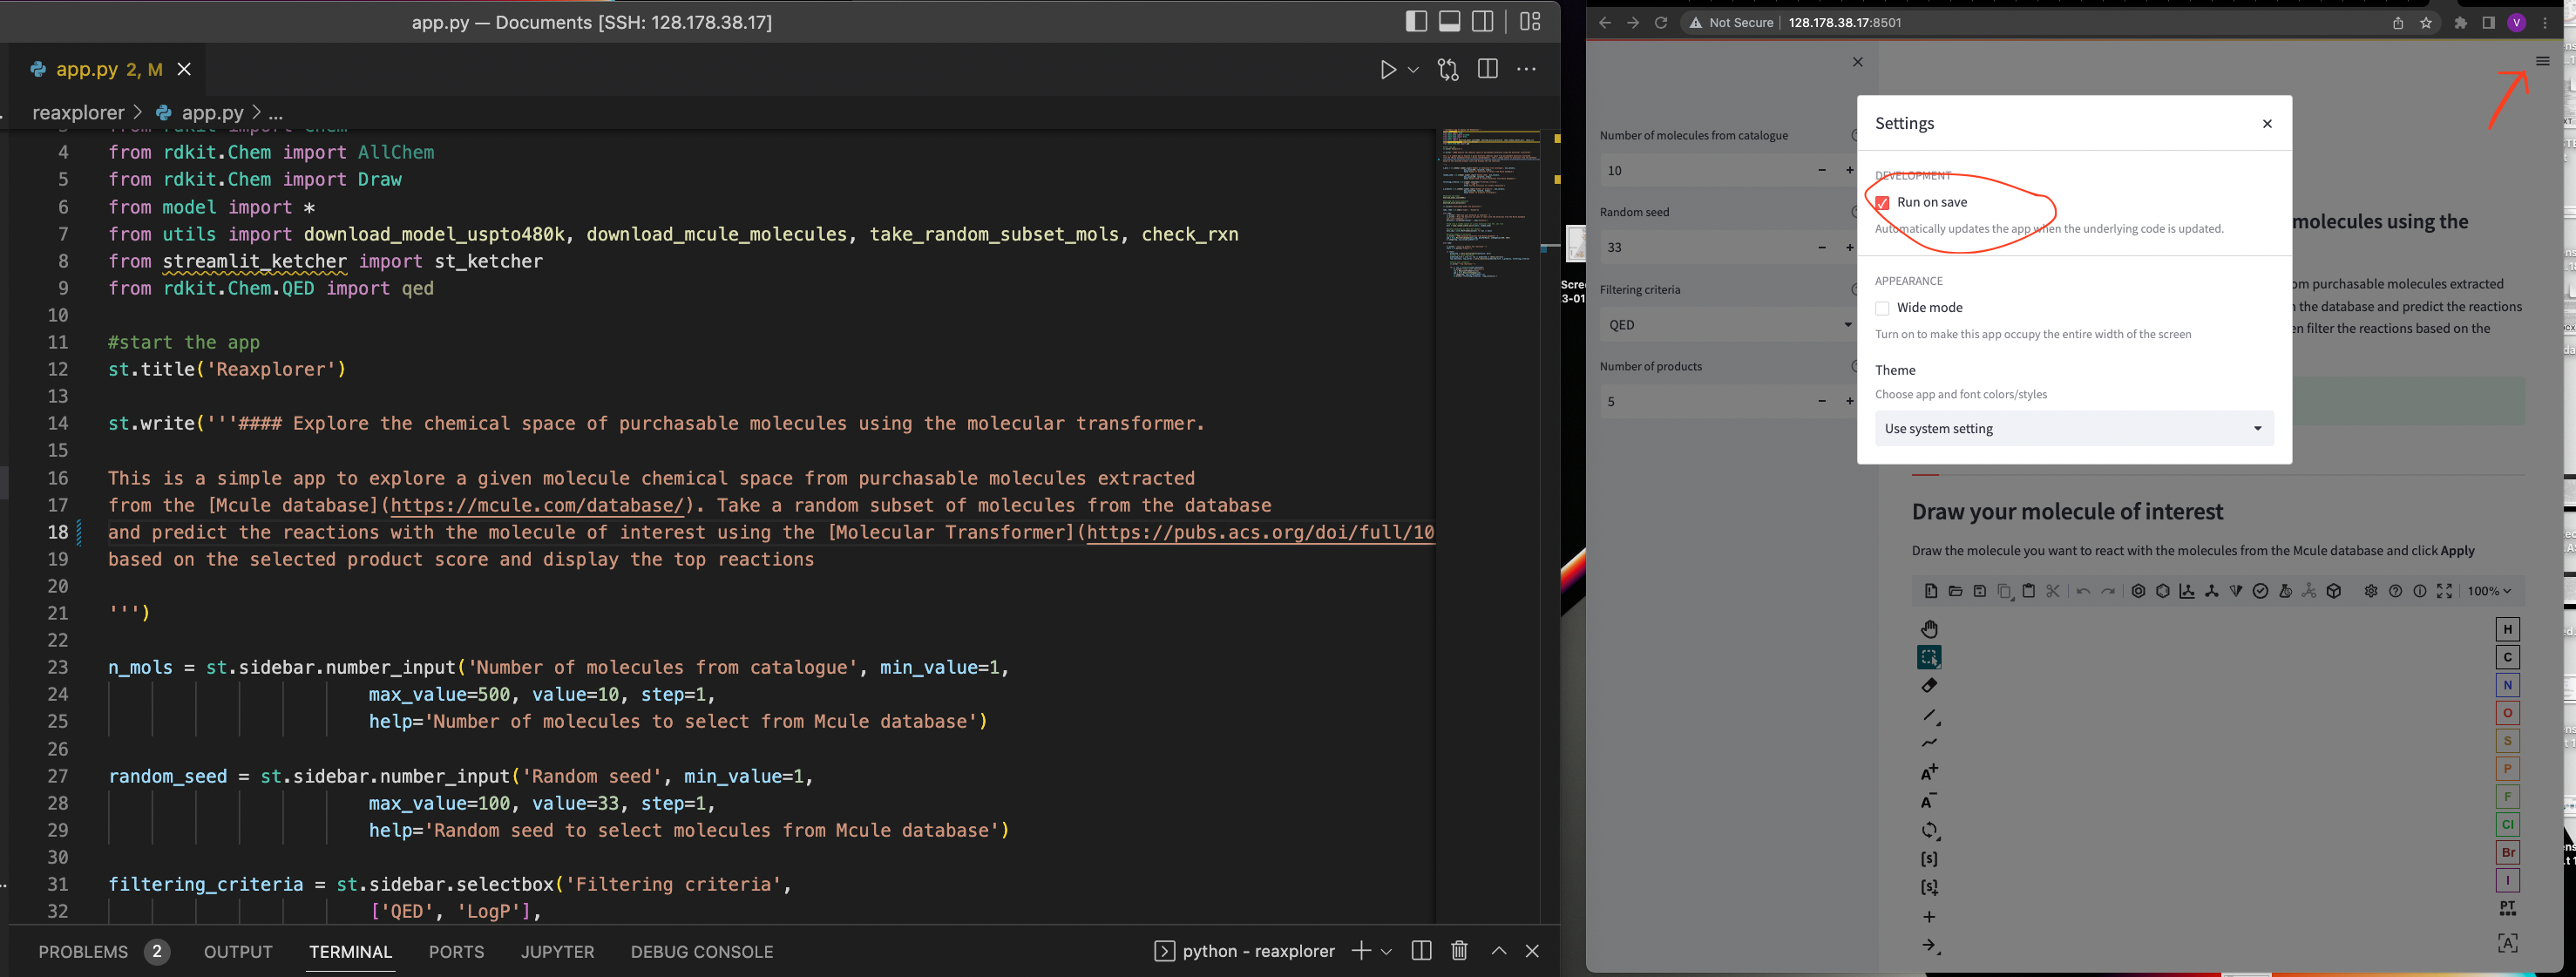 app.py — Documents [SSH: 128.178.38.17]
app.py 2, M
reaxplorer > app.py > ...
from rdkit import Chem
4 from rdkit.Chem import AllChem
5 from rdkit.Chem import Draw
6 from model import *
7 from utils import download_model_uspto480k, download_mcule_molecules, take_random_subset_mols, check_rxn
8 from streamlit_ketcher import st_ketcher
9 from rdkit.Chem.QED import qed
10
11 #start the app
12 st.title('Reaxplorer')
13
14 st.write('''#### Explore the chemical space of purchasable molecules using the molecular transformer.
15
16 This is a simple app to explore a given molecule chemical space from purchasable molecules extracted
17 from the [Mcule database](https://mcule.com/database/). Take a random subset of molecules from the database
18 and predict the reactions with the molecule of interest using the [Molecular Transformer](https://pubs.acs.org/doi/full/10
19 based on the selected product score and display the top reactions
20
21 ''')
22
23 n_mols = st.sidebar.number_input('Number of molecules from catalogue', min_value=1,
24 max_value=500, value=10, step=1,
25 help='Number of molecules to select from Mcule database')
26
27 random_seed = st.sidebar.number_input('Random seed', min_value=1,
28 max_value=100, value=33, step=1,
29 help='Random seed to select molecules from Mcule database')
30
31 filtering_criteria = st.sidebar.selectbox('Filtering criteria',
32 ['QED', 'LogP'],
PROBLEMS 2 OUTPUT TERMINAL PORTS JUPYTER DEBUG CONSOLE
python - reaxplorer
Not Secure | 128.178.38.17:8501
V
Number of molecules from catalogue
10
Random seed
33
Filtering criteria
QED
Number of products
5
Settings
DEVELOPMENT
Run on save
Automatically updates the app when the underlying code is updated.
APPEARANCE
Wide mode
Turn on to make this app occupy the entire width of the screen
Theme
Choose app and font colors/styles
Use system setting
molecules using the
om purchasable molecules extracted
n the database and predict the reactions
en filter the reactions based on the
Draw your molecule of interest
Draw the molecule you want to react with the molecules from the Mcule database and click Apply
100%
A+
A-
[s]
[s]
H
C
N
O
S
P
F
Cl
Br
I
PT
[A]
Scre
3-01